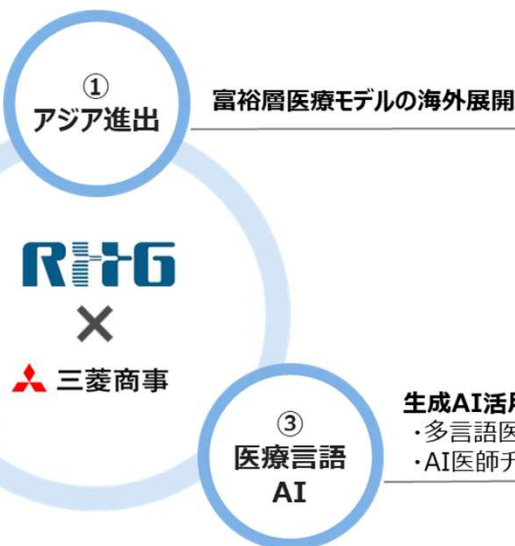 ①
アジア進出
富裕層医療モデルの海外展開
RHG
×
三菱商事
③
医療言語
AI
生成AI活
・多言語医
・AI医師